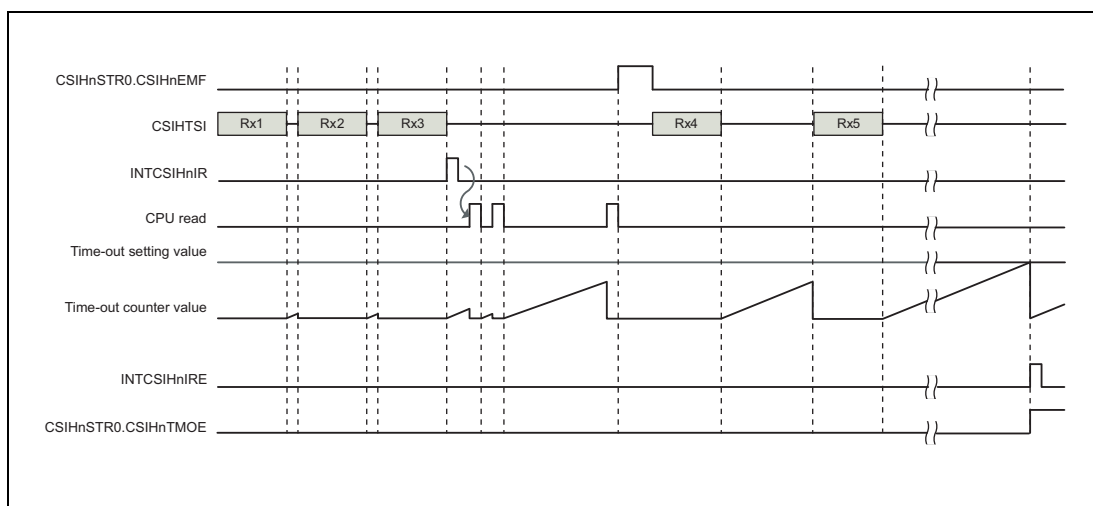 CSIHnSTR0.CSIHnEMF
CSIHTSI
Rx1
Rx2
Rx3
Rx4
Rx5
INTCSIHnIR
CPU read
Time-out setting value
Time-out counter value
INTCSIHnIRE
CSIHnSTR0.CSIHnTMOE